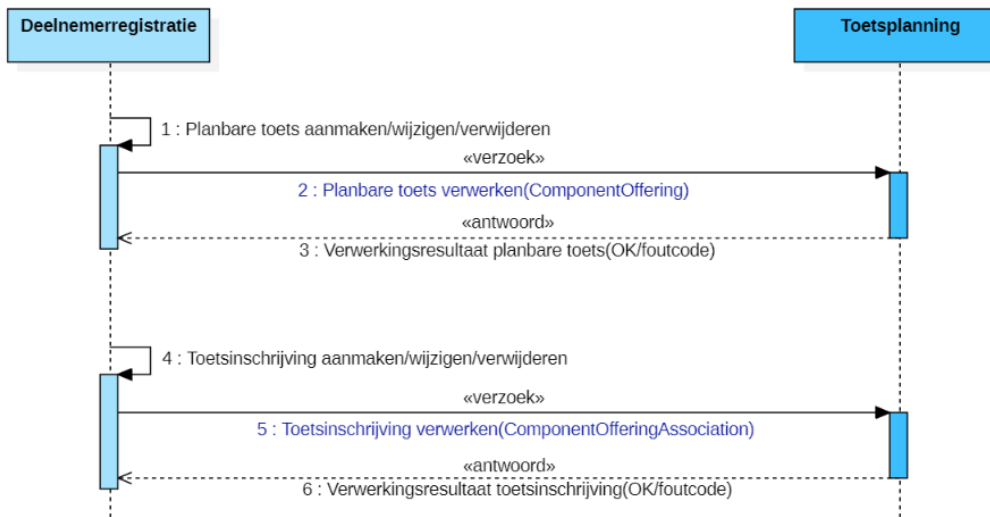 Deelnemerregistratie
Toetsplanning
1 : Planbare toets aanmaken/wijzigen/verwijderen
«verzoek»
2 : Planbare toets verwerken(ComponentOffering)
«antwoord»
3 : Verwerkingsresultaat planbare toets(OK/foutcode)
4 : Toetsinschrijving aanmaken/wijzigen/verwijderen
«verzoek»
5 : Toetsinschrijving verwerken(ComponentOfferingAssociation)
«antwoord»
6 : Verwerkingsresultaat toetsinschrijving(OK/foutcode)